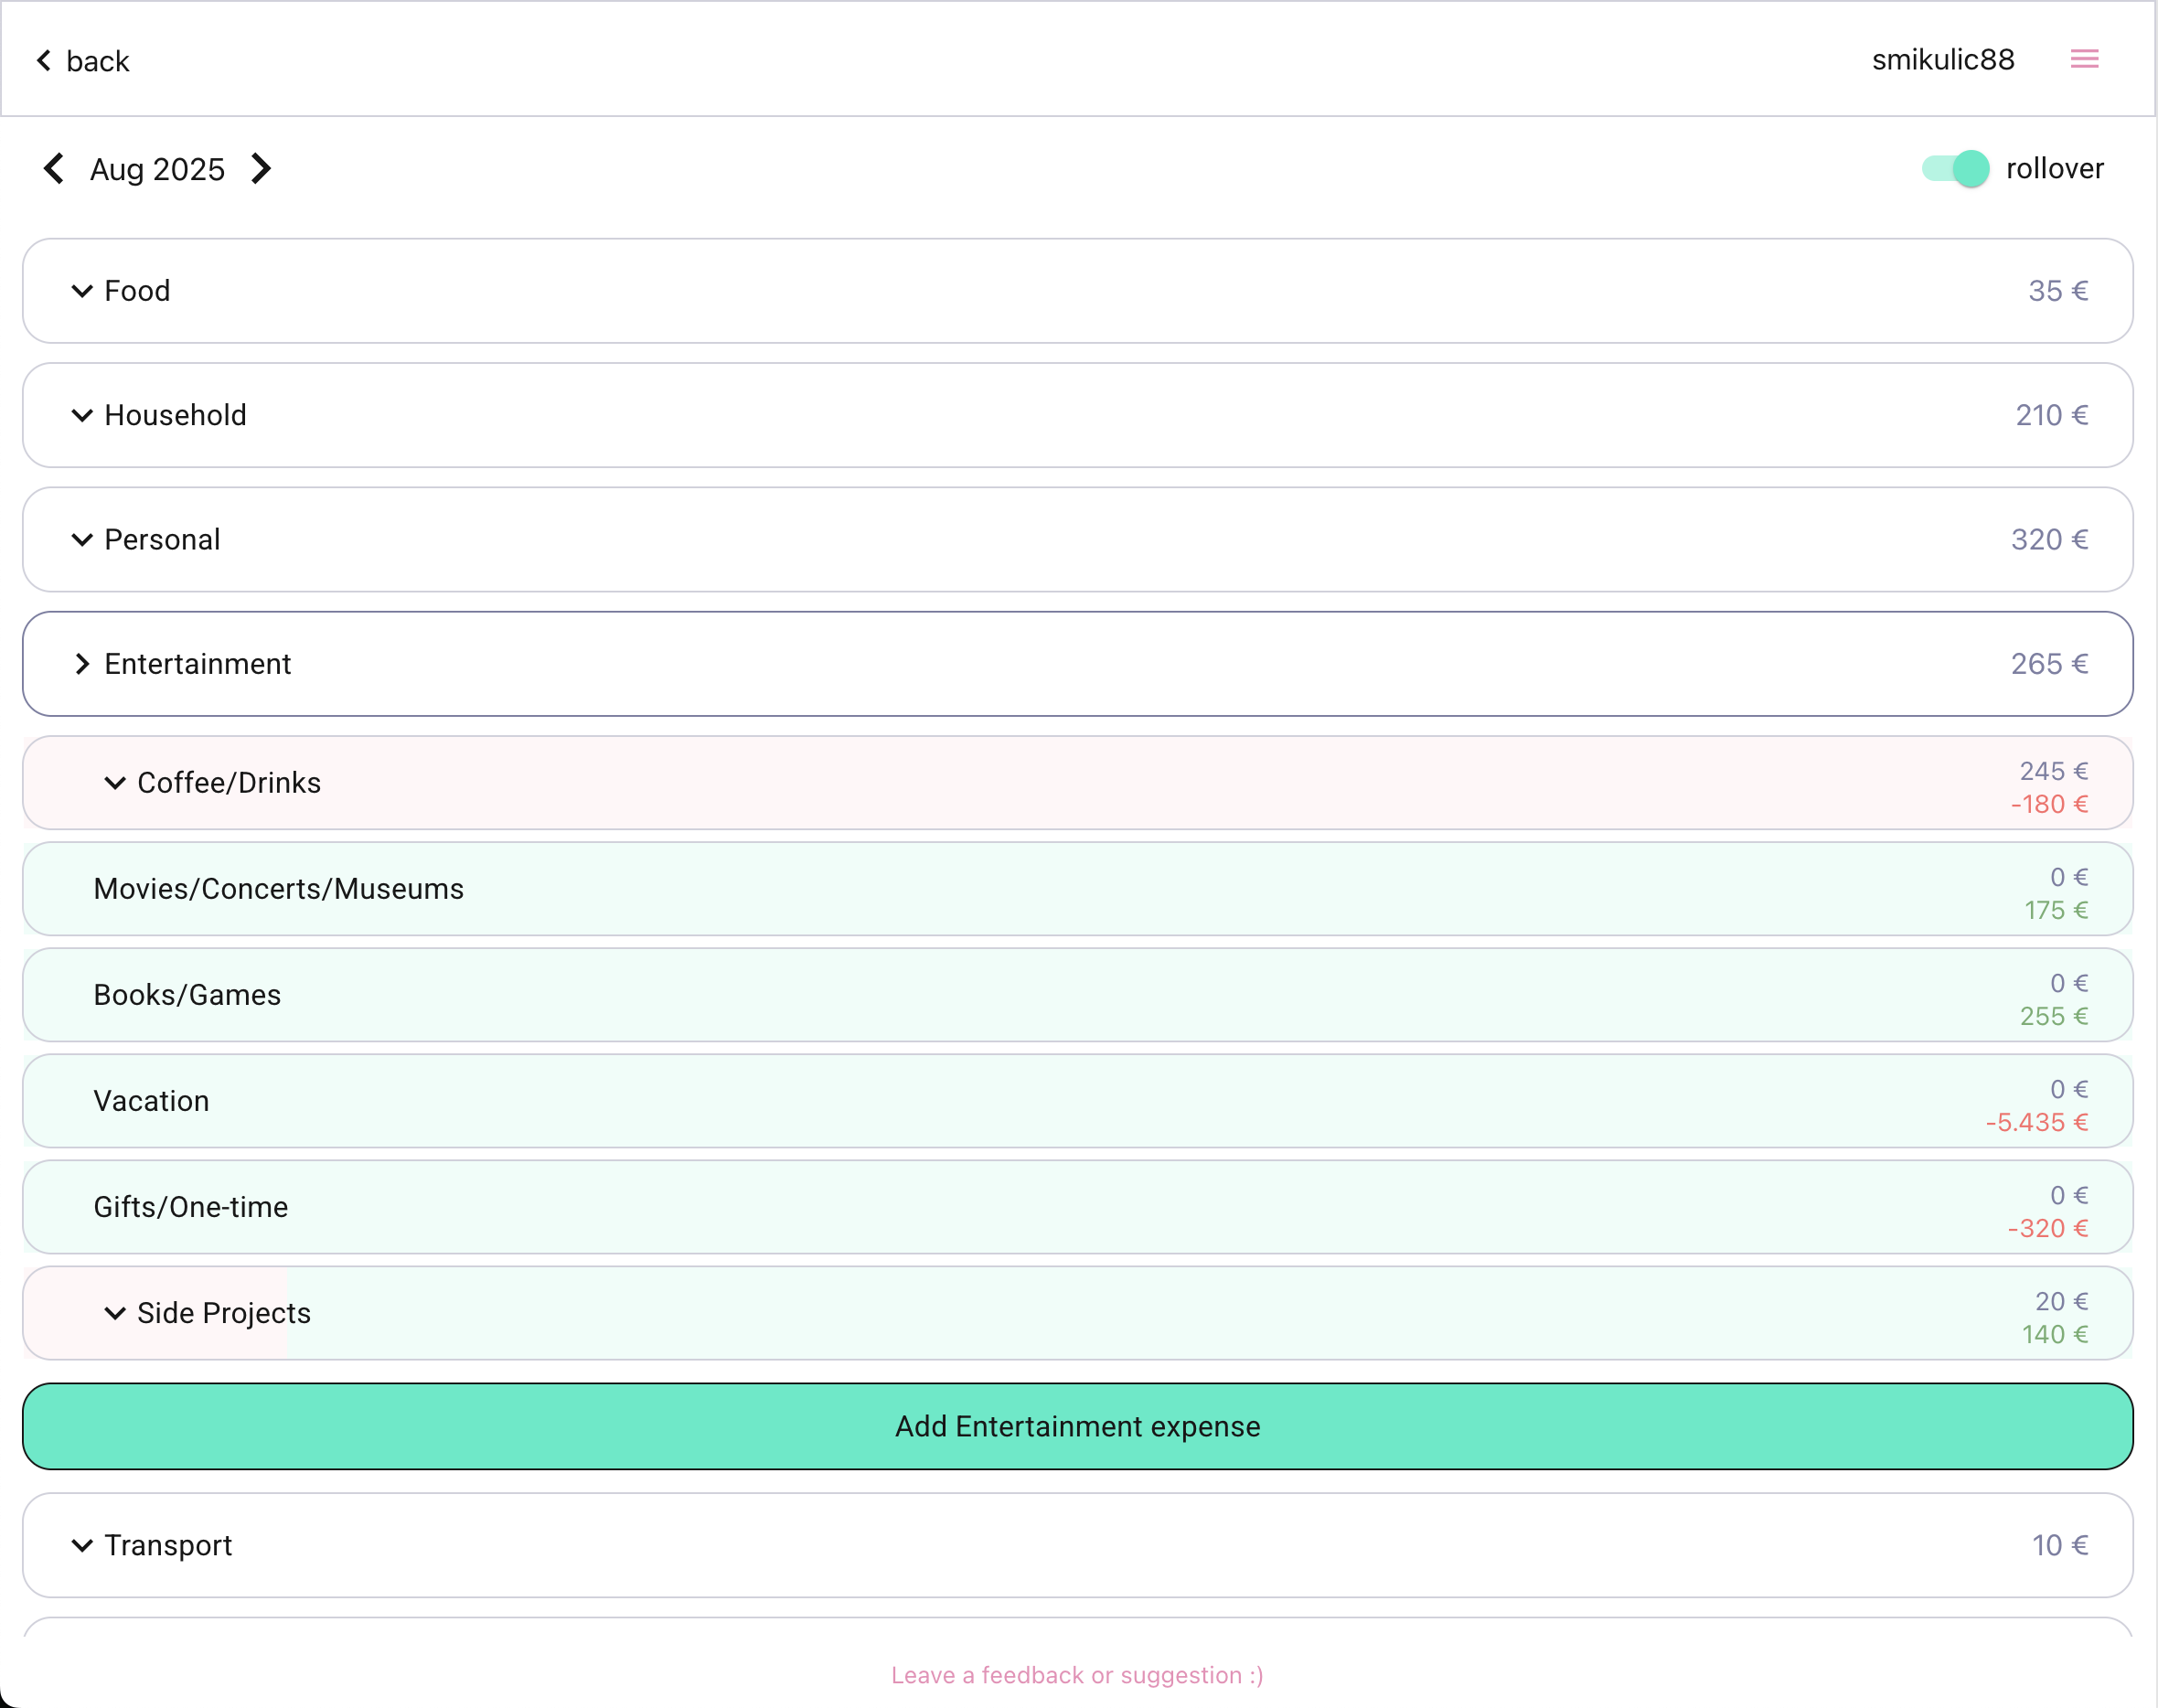 back
smikulic88
Aug 2025
rollover
Food 35 €
Household 210 €
Personal 320 €
Entertainment 265 €
Coffee/Drinks 245 €
-180 €
Movies/Concerts/Museums 0 €
175 €
Books/Games 0 €
255 €
Vacation 0 €
-5.435 €
Gifts/One-time 0 €
-320 €
Side Projects 20 €
140 €
Add Entertainment expense
Transport 10 €
Leave a feedback or suggestion :)